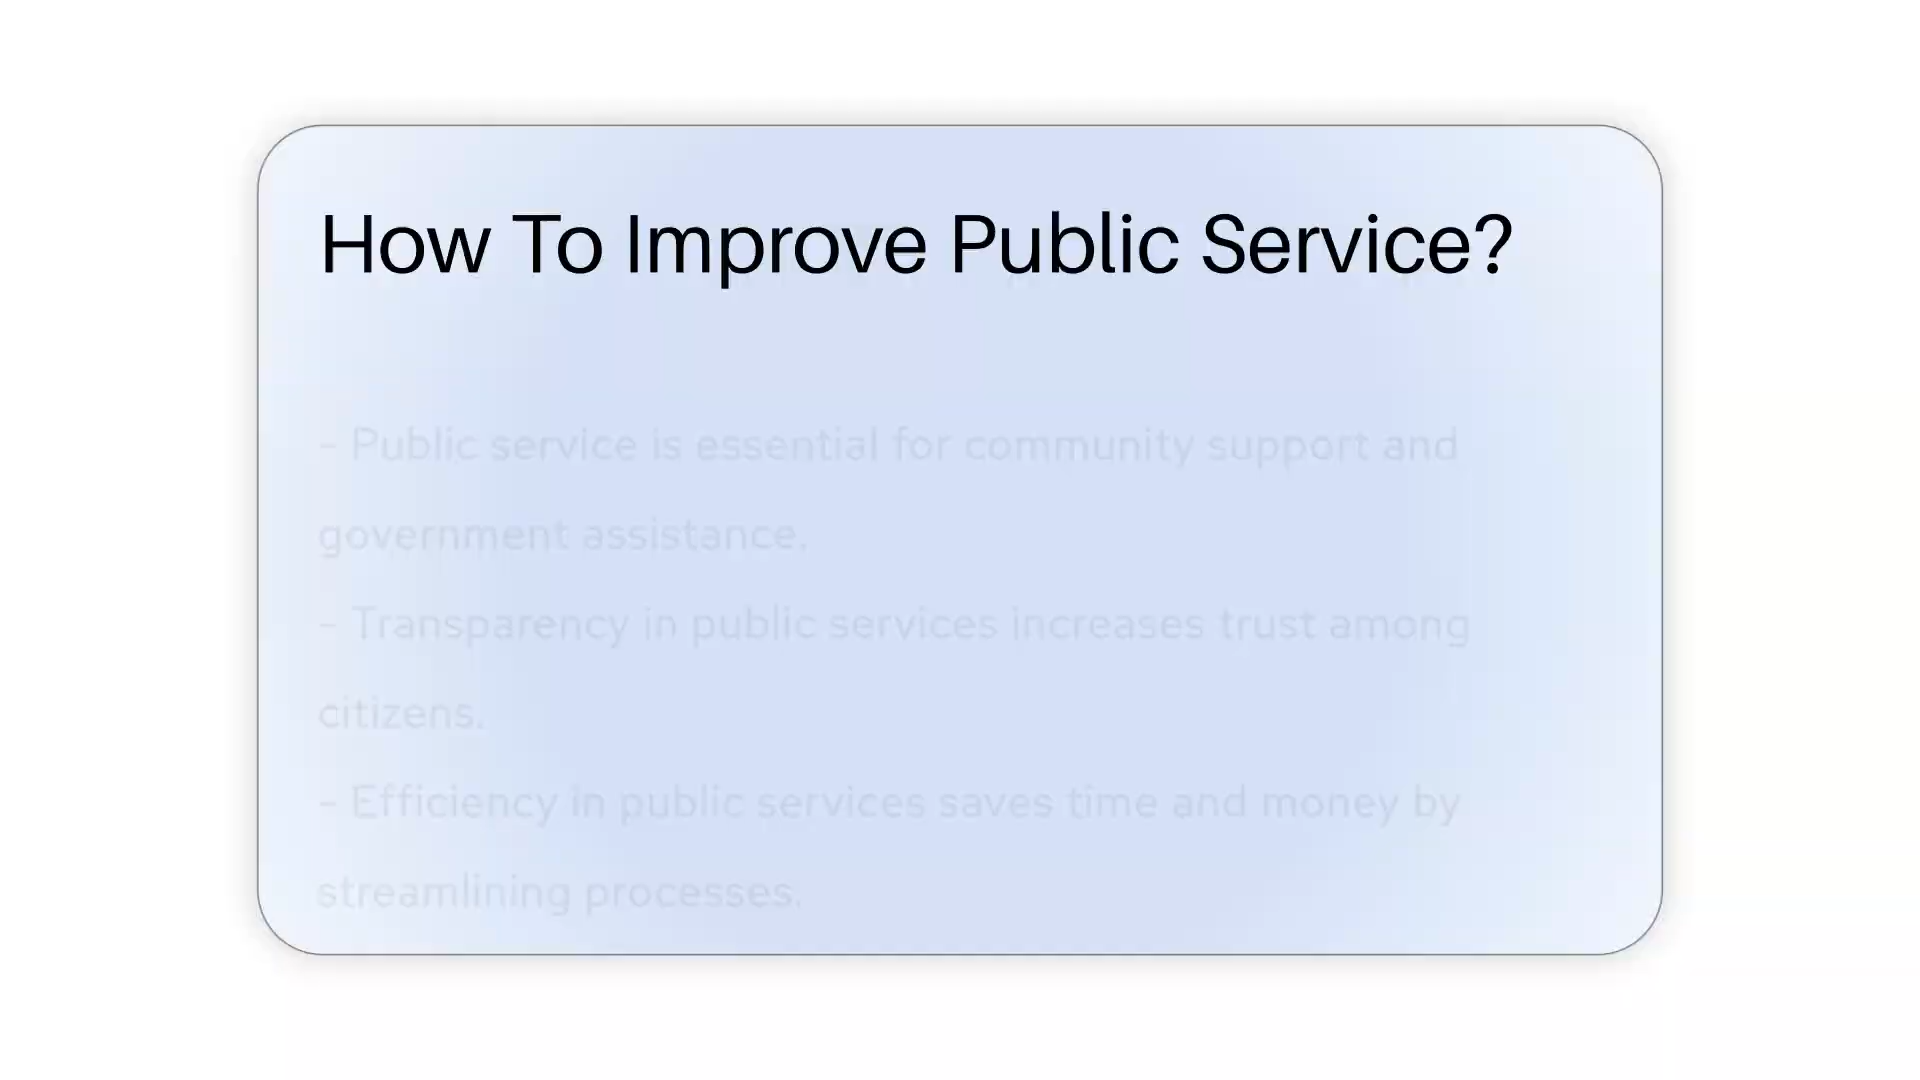 How To Improve Public Service?
- Public service is essential for community support and
government assistance.
- Transparency in public services increases trust among
citizens.
- Efficiency in public services saves time and money by
streamlining processes.